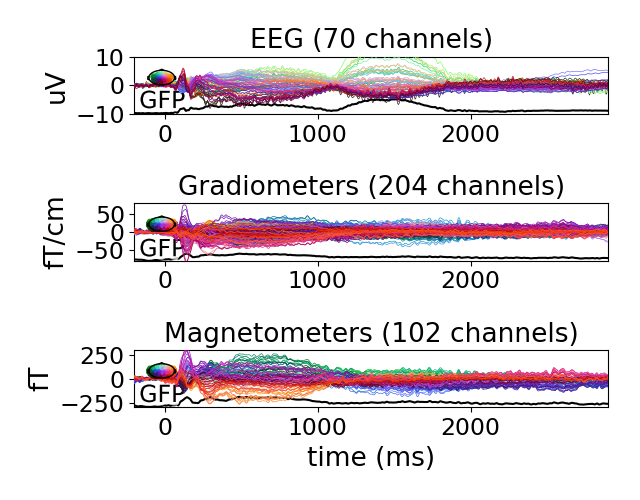 EEG (70 channels)
10
0
−10
uV
GFP
0 1000 2000
Gradiometers (204 channels)
50
0
−50
fT/cm
GFP
0 1000 2000
Magnetometers (102 channels)
250
0
−250
fT
GFP
0 1000 2000
time (ms)